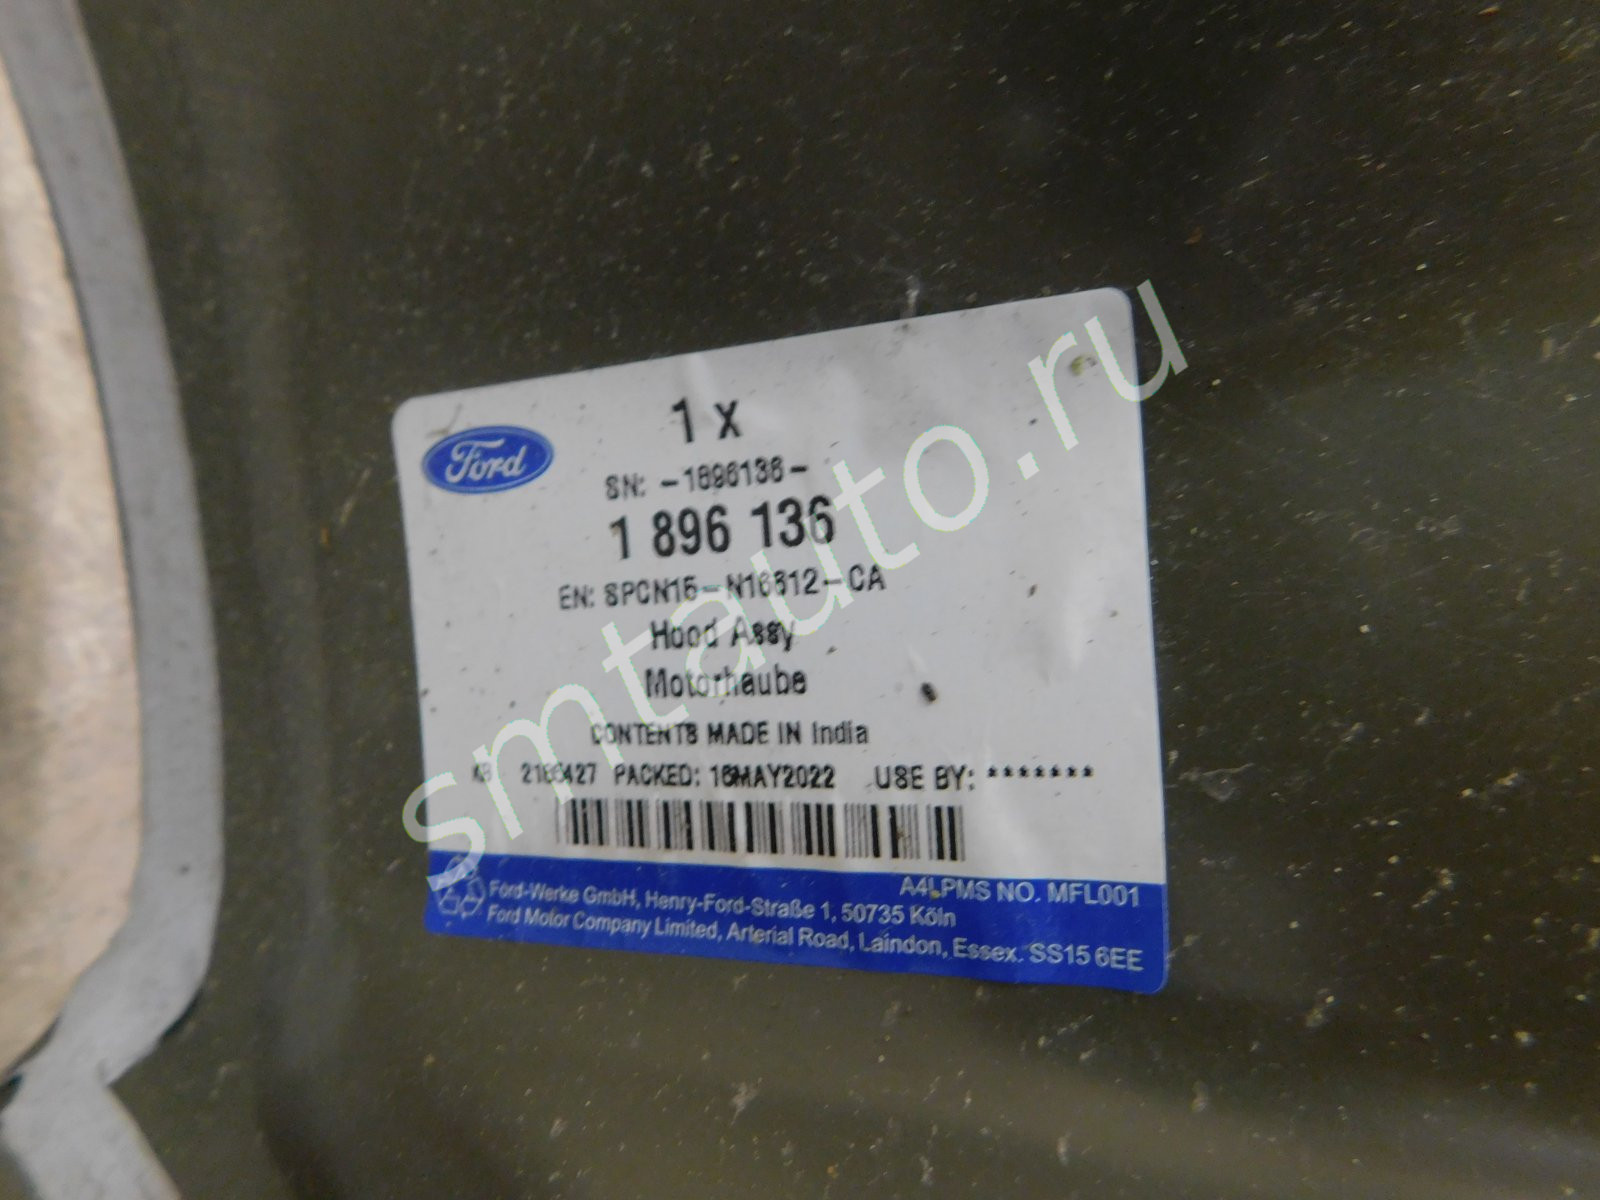 Ford
1 X
SN: -1896136-
1 896 136
EN: SPCN15-N16612-CA
Hood Assy
Motorhaube
CONTENTS MADE IN India
PACKED: 16MAY2022 USE BY: *******
A4LPMS NO. MFL001
Ford-Werke GmbH, Henry-Ford-Straße 1, 50735 Köln
Ford Motor Company Limited, Arterial Road, Laindon, Essex. SS15 6EE
smtauto.ru